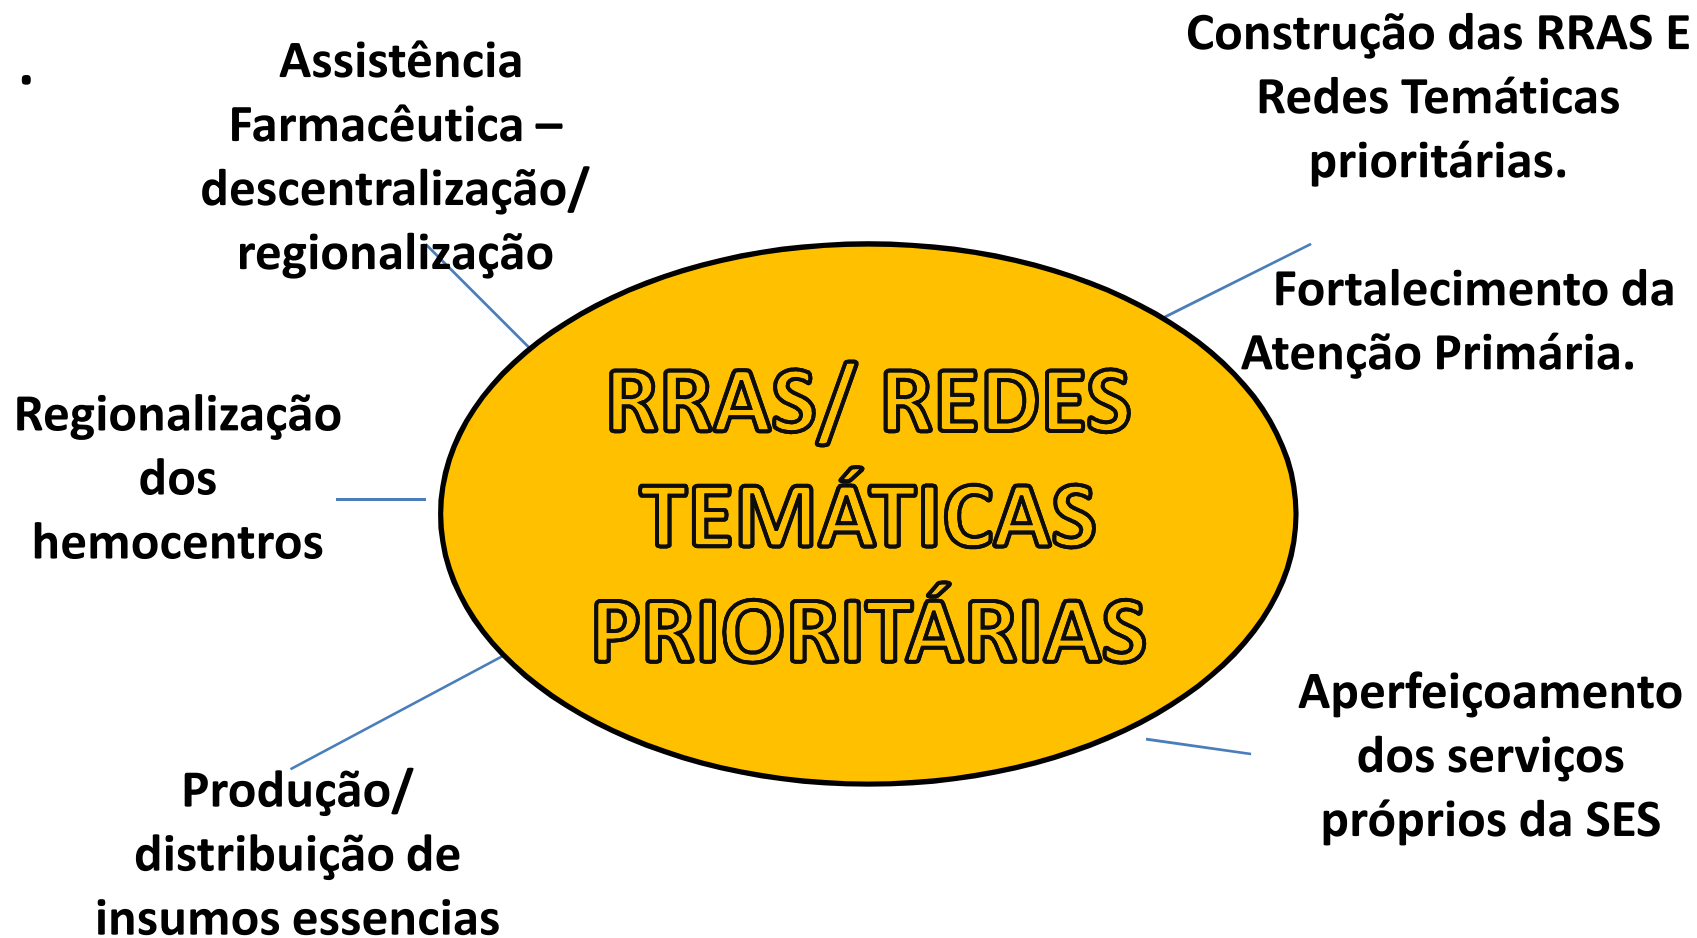 .
Assistência
Farmacêutica –
descentralização/
regionalização
Construção das RRAS E
Redes Temáticas
prioritárias.
Fortalecimento da
Atenção Primária.
Regionalização
dos
hemocentros
RRAS/ REDES
TEMÁTICAS
PRIORITÁRIAS
Produção/
distribuição de
insumos essencias
Aperfeiçoamento
dos serviços
próprios da SES